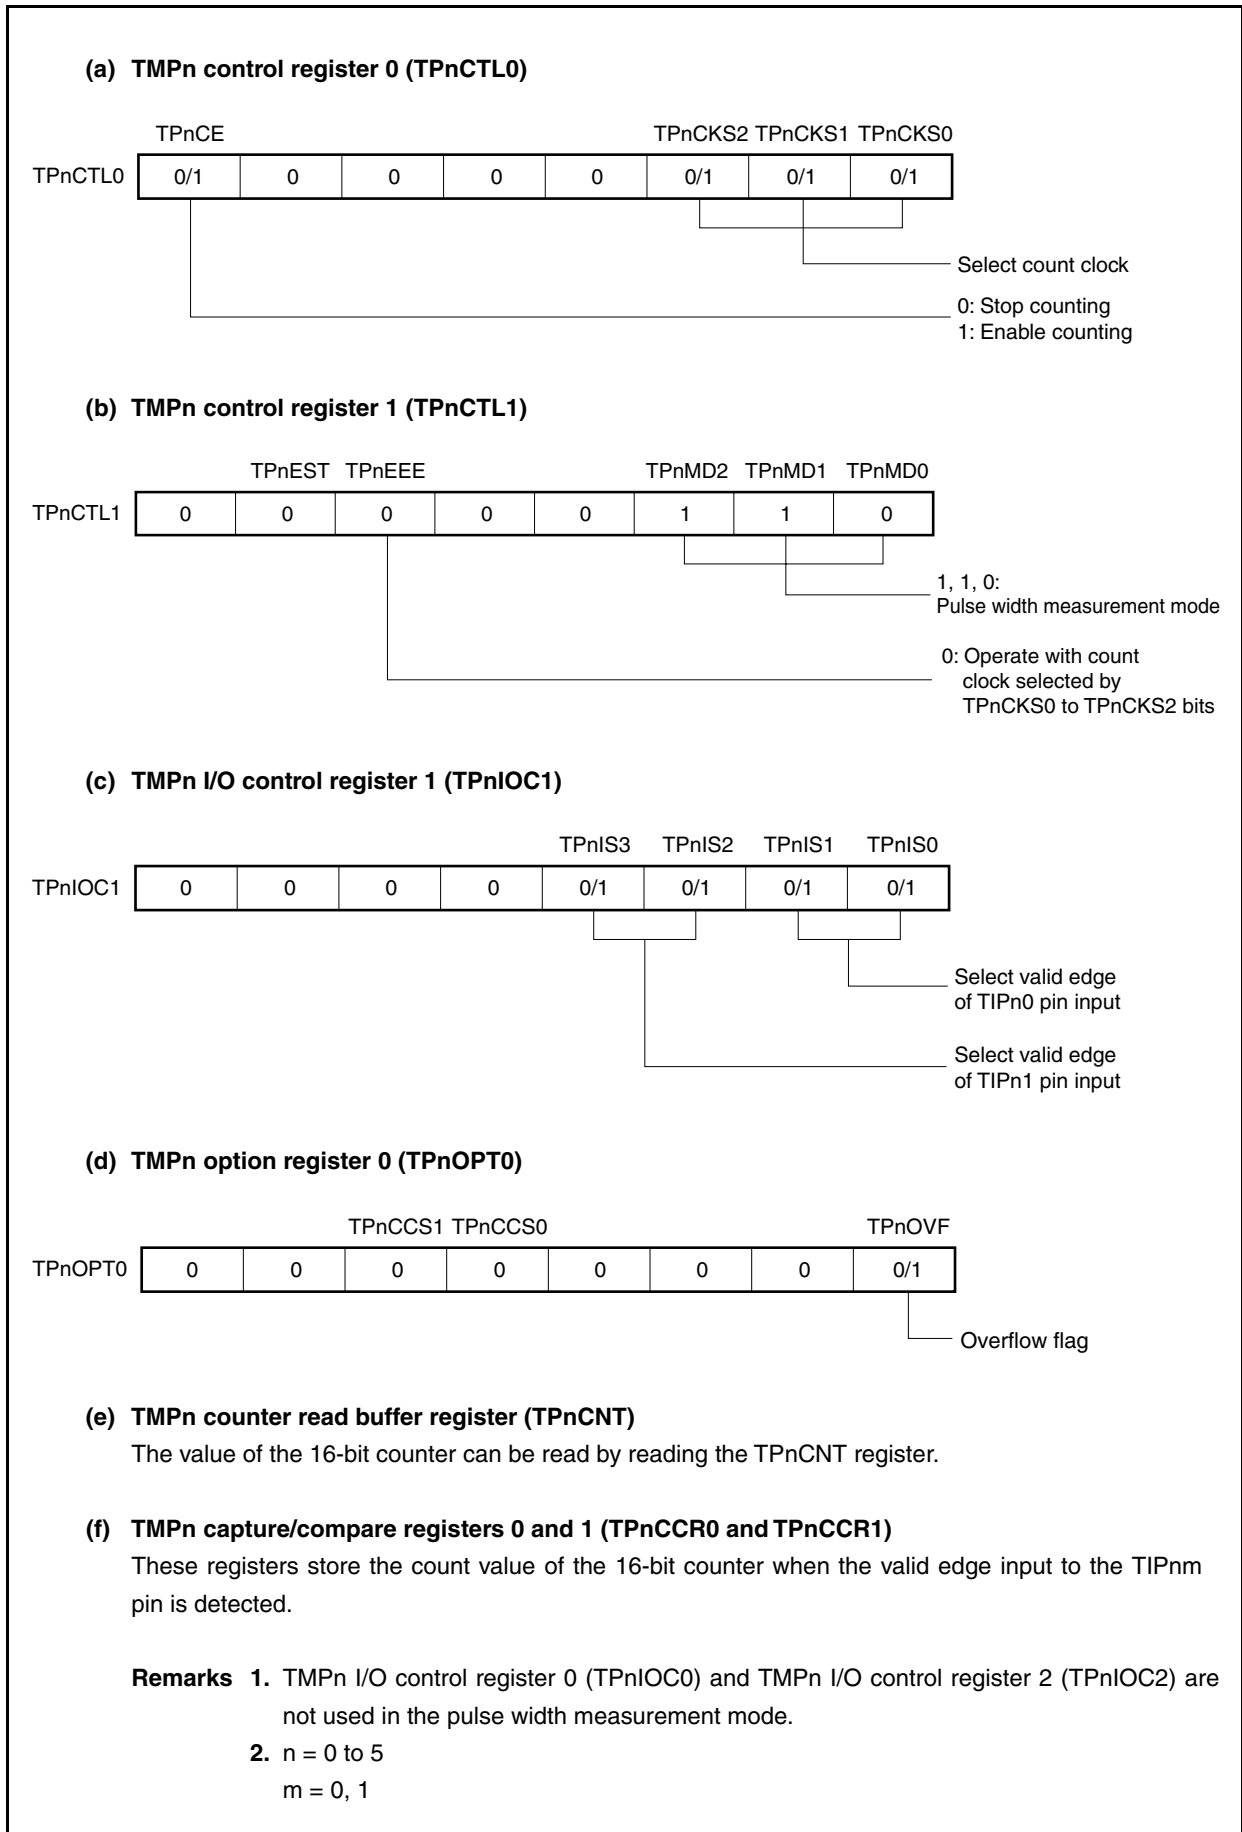 (a) TMPn control register 0 (TPnCTL0)
TPnCE TPnCKS2 TPnCKS1 TPnCKS0
TPnCTL0 0/1 0 0 0 0 0/1 0/1 0/1
Select count clock
0: Stop counting
1: Enable counting
(b) TMPn control register 1 (TPnCTL1)
TPnEST TPnEEE TPnMD2 TPnMD1 TPnMD0
TPnCTL1 0 0 0 0 0 1 1 0
1, 1, 0:
Pulse width measurement mode
0: Operate with count
clock selected by
TPnCKS0 to TPnCKS2 bits
(c) TMPn I/O control register 1 (TPnIOC1)
TPnIS3 TPnIS2 TPnIS1 TPnIS0
TPnIOC1 0 0 0 0 0/1 0/1 0/1 0/1
Select valid edge
of TIPn0 pin input
Select valid edge
of TIPn1 pin input
(d) TMPn option register 0 (TPnOPT0)
TPnCCS1 TPnCCS0 TPnOVF
TPnOPT0 0 0 0 0 0 0 0 0/1
Overflow flag
(e) TMPn counter read buffer register (TPnCNT)
The value of the 16-bit counter can be read by reading the TPnCNT register.
(f) TMPn capture/compare registers 0 and 1 (TPnCCR0 and TPnCCR1)
These registers store the count value of the 16-bit counter when the valid edge input to the TIPnm
pin is detected.
Remarks 1. TMPn I/O control register 0 (TPnIOC0) and TMPn I/O control register 2 (TPnIOC2) are
not used in the pulse width measurement mode.
2. n = 0 to 5
m = 0, 1